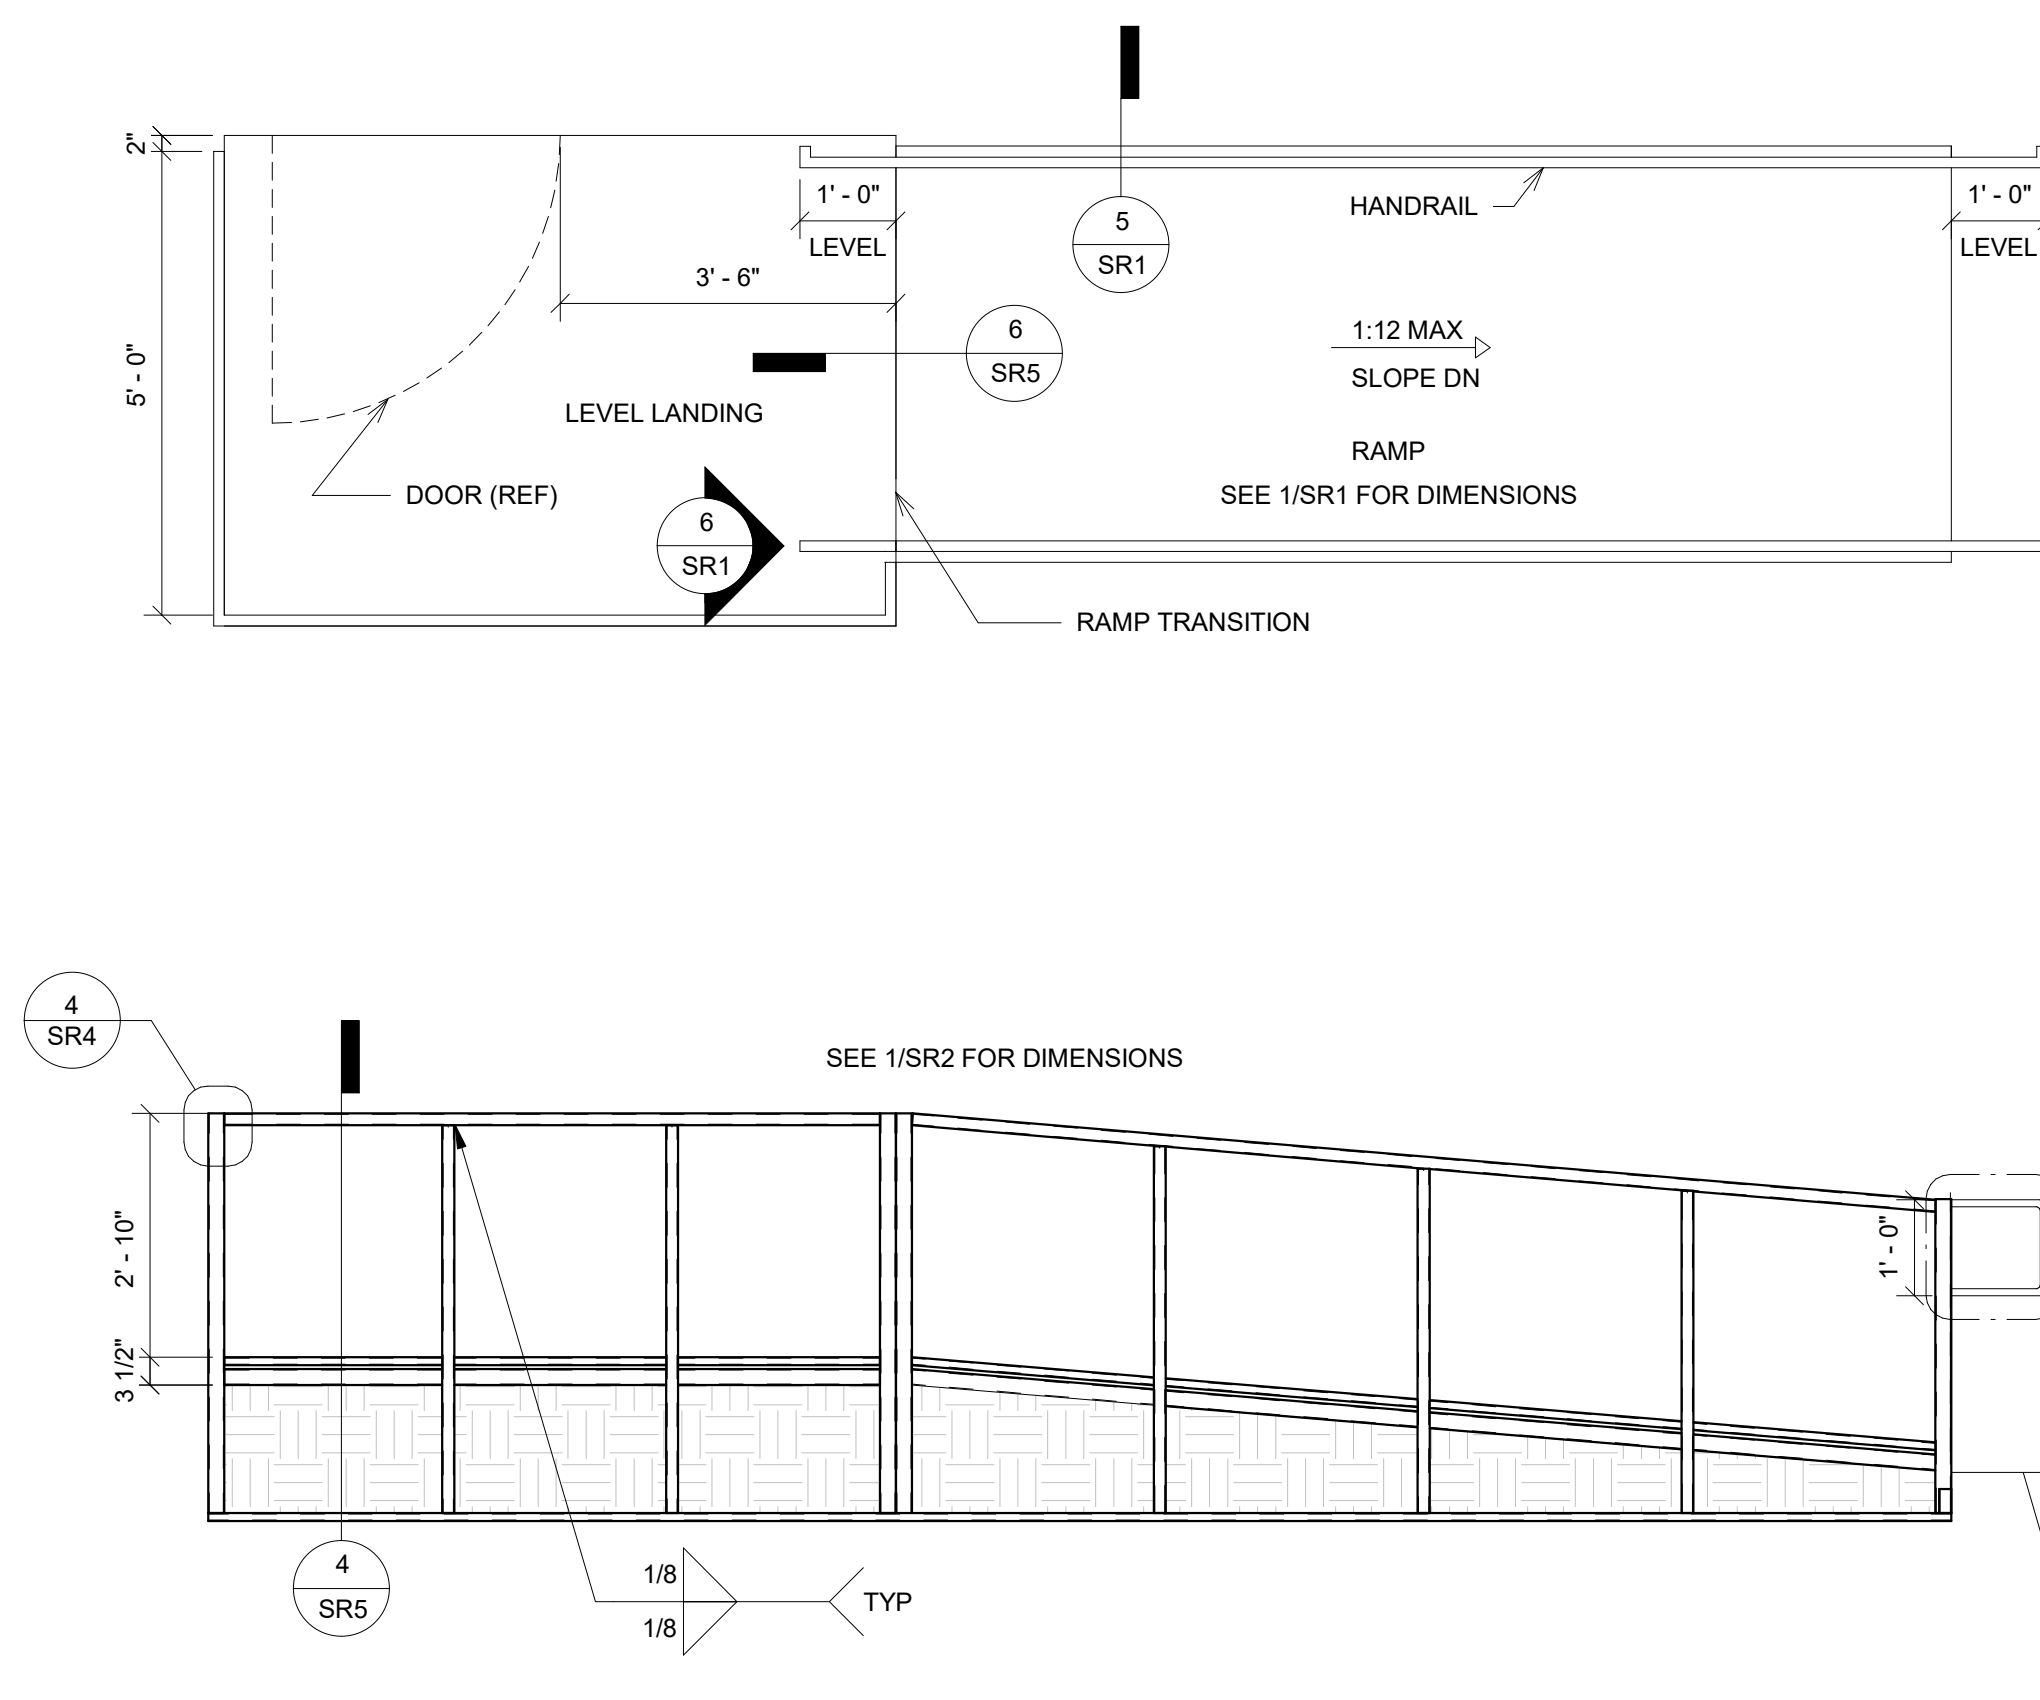 2"
1' - 0"
LEVEL
3' - 6"
5' - 0"
5
SR1
HANDRAIL
1' - 0"
LEVEL
6
SR5
1:12 MAX
SLOPE DN
LEVEL LANDING
RAMP
SEE 1/SR1 FOR DIMENSIONS
DOOR (REF)
6
SR1
RAMP TRANSITION
4
SR4
SEE 1/SR2 FOR DIMENSIONS
2' - 10"
3 1/2"
1' - 0"
4
SR5
1/8
1/8
TYP